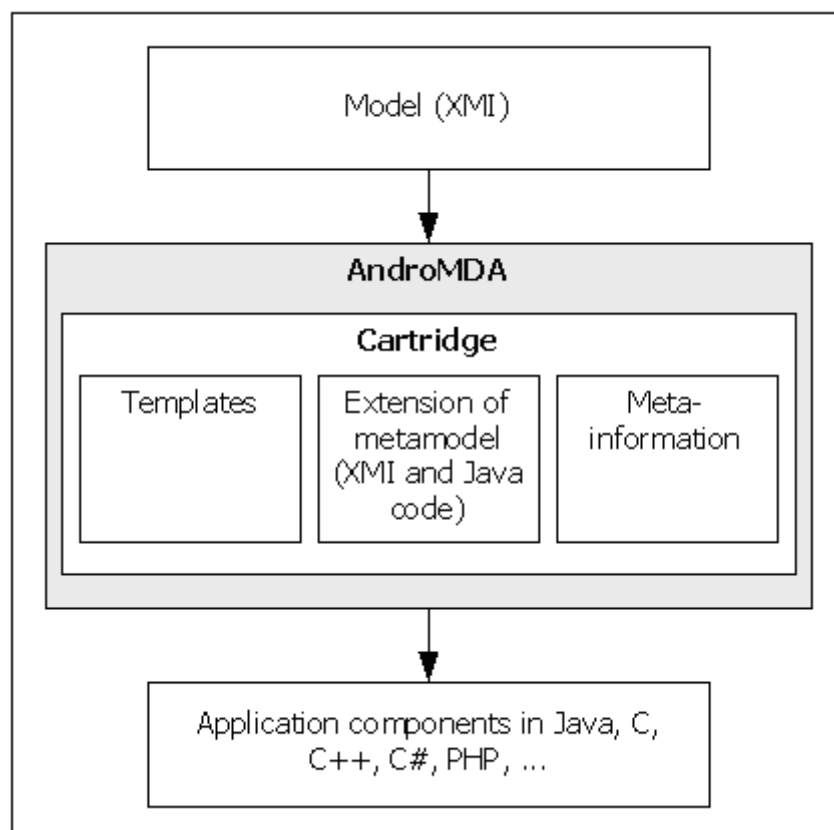 Model (XMI)
AndroMDA
Cartridge
Templates
Extension of
metamodel
(XMI and Java
code)
Meta-
information
Application components in Java, C,
C++, C#, PHP, ...